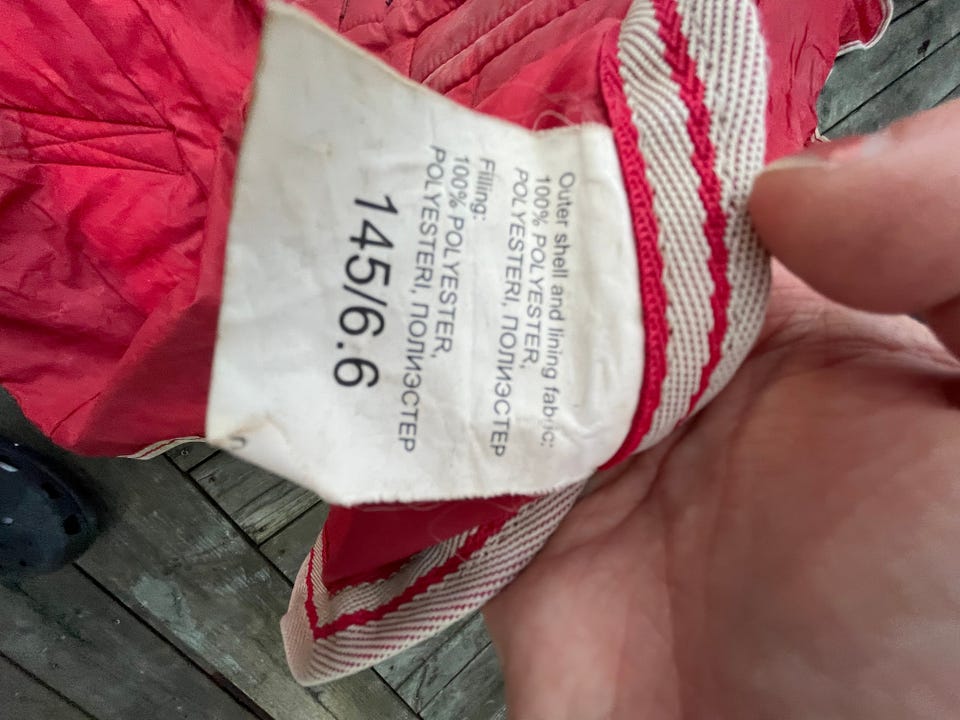 Outer shell and lining fabric:
100% POLYESTER,
POLYESTERI, ПОЛИЭСТЕР
Filling:
100% POLYESTER,
POLYESTERI, ПОЛИЭСТЕР
145/6.6